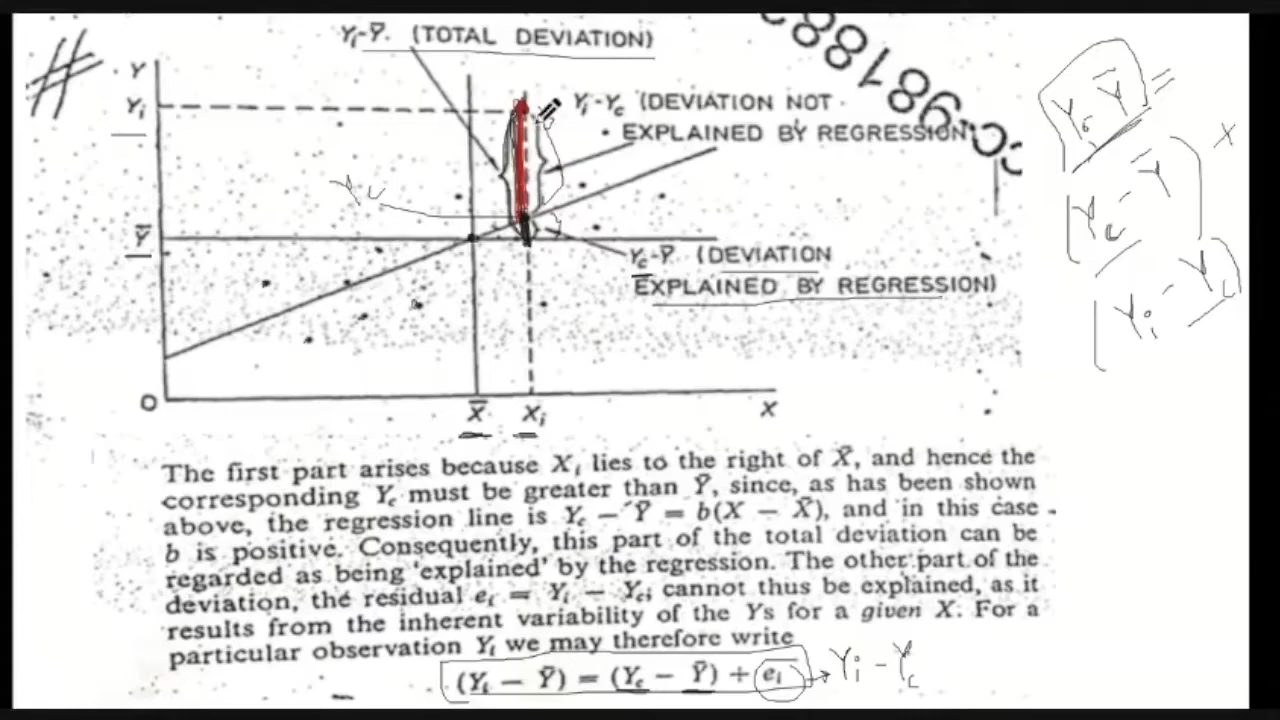 Yᵢ-Ȳ. (TOTAL DEVIATION)
Y
Yᵢ
Yᵢ-Y꜀ (DEVIATION NOT
EXPLAINED BY REGRESSION)
Y꜀
Ȳ
Y꜀-Ȳ (DEVIATION
EXPLAINED BY REGRESSION)
O
X̄
Xᵢ
X
98188
Ȳ
Y꜀ - Ȳ
Yᵢ - Y꜀
The first part arises because Xᵢ lies to the right of X̄, and hence the
corresponding Y꜀ must be greater than Ȳ, since, as has been shown
above, the regression line is Y꜀ – Ȳ = b(X – X̄), and in this case
b is positive. Consequently, this part of the total deviation can be
regarded as being 'explained' by the regression. The other part of the
deviation, the residual eᵢ = Yᵢ – Y꜀ᵢ cannot thus be explained, as it
results from the inherent variability of the Ys for a given X. For a
particular observation Yᵢ we may therefore write
(Yᵢ – Ȳ) = (Y꜀ – Ȳ) + eᵢ → Yᵢ - Y꜀